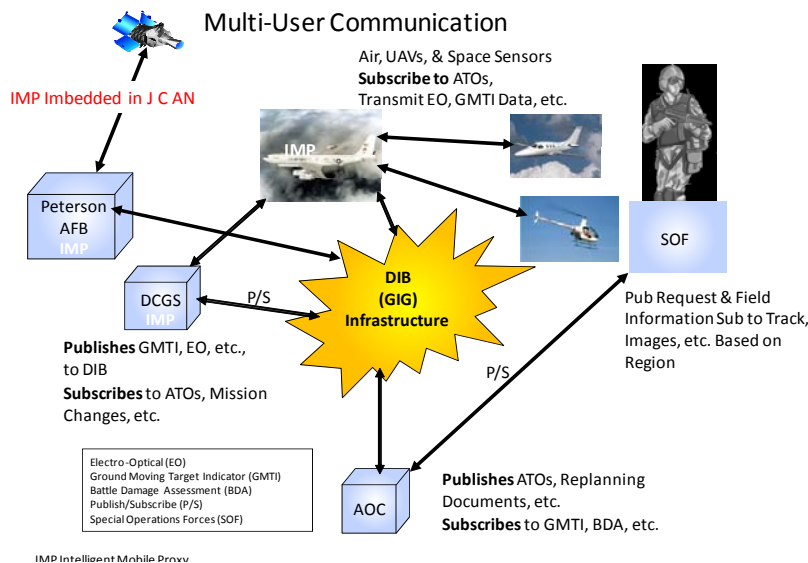 Multi-User Communication
Air, UAVs, & Space Sensors
Subscribe to ATOs,
Transmit EO, GMTI Data, etc.
IMP Imbedded in J C AN
IMP
Peterson
AFB
IMP
SOF
DIB
(GIG)
Infrastructure
DCGS
IMP
P/S
Pub Request & Field
Information Sub to Track,
Images, etc. Based on
Region
Publishes GMTI, EO, etc.,
to DIB
Subscribes to ATOs, Mission
Changes, etc.
P/S
Electro-Optical (EO)
Ground Moving Target Indicator (GMTI)
Battle Damage Assessment (BDA)
Publish/Subscribe (P/S)
Special Operations Forces (SOF)
AOC
Publishes ATOs, Replanning
Documents, etc.
Subscribes to GMTI, BDA, etc.
IMP Intelligent Mobile Proxy